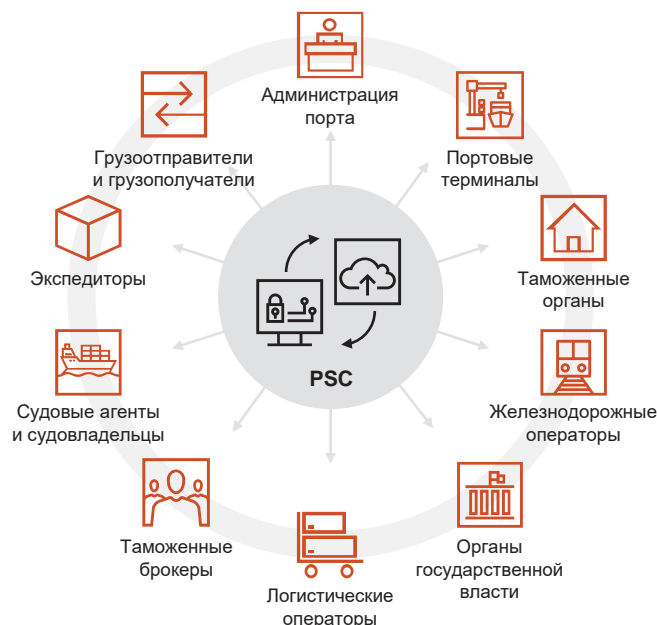 Администрация
порта
Портовые
терминалы
Таможенные
органы
Железнодорожные
операторы
Органы
государственной
власти
Логистические
операторы
Таможенные
брокеры
Судовые агенты
и судовладельцы
Экспедиторы
Грузоотправители
и грузополучатели
PSC